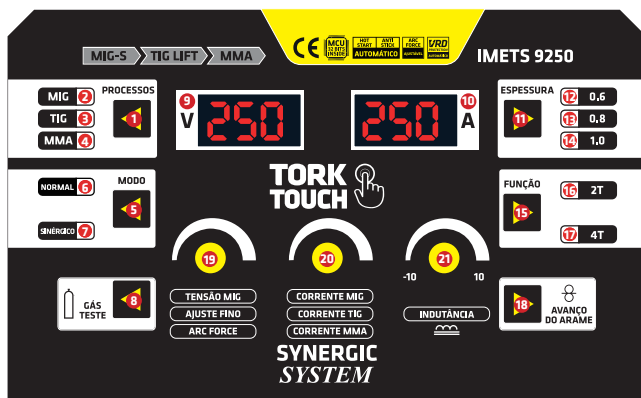 MIG-S TIG LIFT MMA
CE
MCU
32 BITS
INSIDE
HOT START ANTI STICK ARC FORCE VRD
PROTECTION
AUTOMÁTICO AJUSTÁVEL AUTOMÁTICO
IMETS 9250
PROCESSOS
MIG 2
TIG 3
MMA 4
1
9
V
250
250
10
A
ESPESSURA
11
12 0.6
13 0.8
14 1.0
TORK
TOUCH
MODO
NORMAL 6
SINÉRGICO 7
5
FUNÇÃO
15
16 2T
17 4T
19
20
21
-10 10
GÁS
TESTE
8
TENSÃO MIG
AJUSTE FINO
ARC FORCE
CORRENTE MIG
CORRENTE TIG
CORRENTE MMA
INDUTÂNCIA
18
AVANÇO
DO ARAME
SYNERGIC
SYSTEM